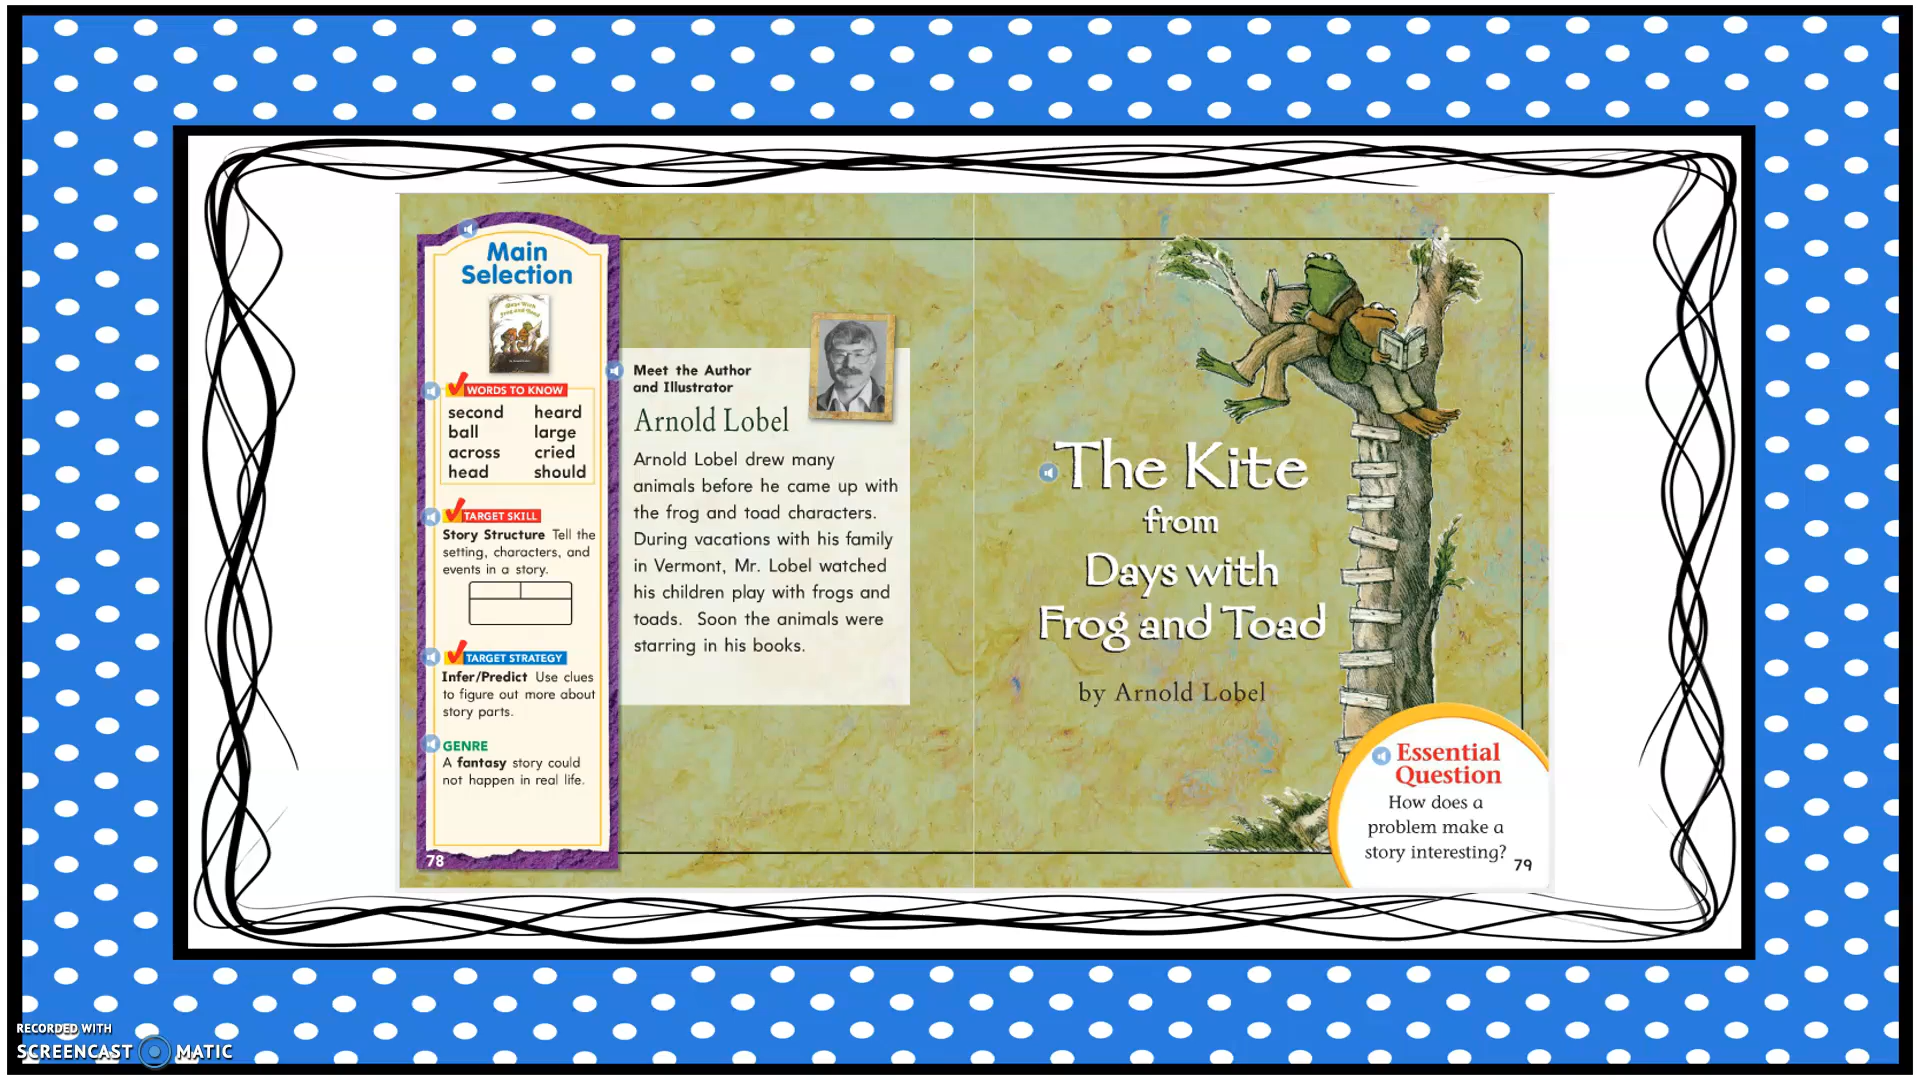 Main
Selection
Days With
Frog and Toad
WORDS TO KNOW
second heard
ball large
across cried
head should
TARGET SKILL
Story Structure Tell the
setting, characters, and
events in a story.
TARGET STRATEGY
Infer/Predict Use clues
to figure out more about
story parts.
GENRE
A fantasy story could
not happen in real life.
78
Meet the Author
and Illustrator
Arnold Lobel
Arnold Lobel drew many
animals before he came up with
the frog and toad characters.
During vacations with his family
in Vermont, Mr. Lobel watched
his children play with frogs and
toads. Soon the animals were
starring in his books.
The Kite
from
Days with
Frog and Toad
by Arnold Lobel
Essential
Question
How does a
problem make a
story interesting?
79
RECORDED WITH
SCREENCAST MATIC